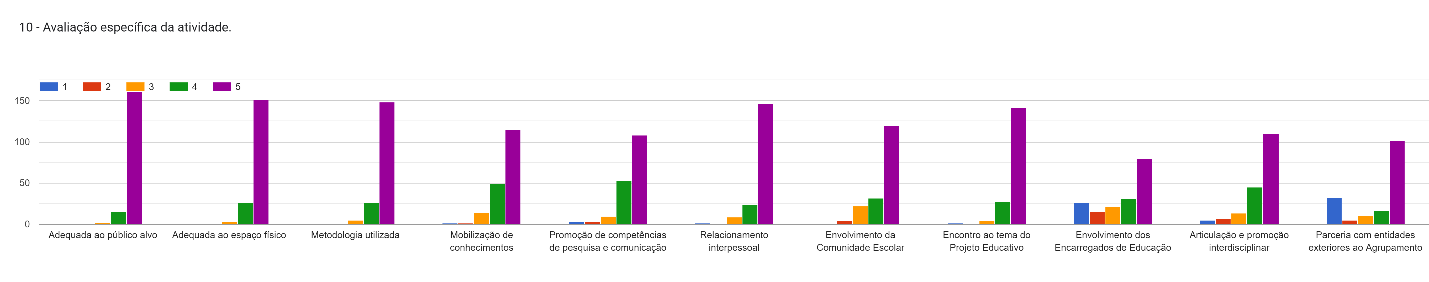 10 - Avaliação específica da atividade.
1 2 3 4 5
150
100
50
0
Adequada ao público alvo
Adequada ao espaço físico
Metodologia utilizada
Mobilização de
conhecimentos
Promoção de competências
de pesquisa e comunicação
Relacionamento
interpessoal
Envolvimento da
Comunidade Escolar
Encontro ao tema do
Projeto Educativo
Envolvimento dos
Encarregados de Educação
Articulação e promoção
interdisciplinar
Parceria com entidades
exteriores ao Agrupamento